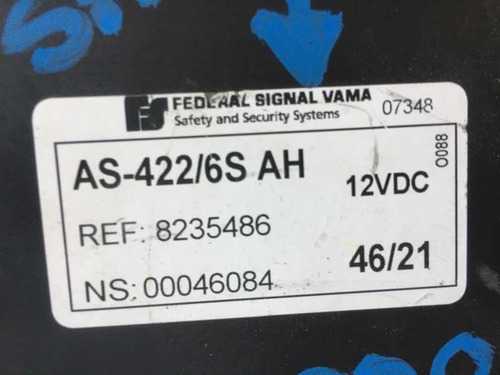 FEDERAL SIGNAL VAMA
Safety and Security Systems
07348
AS-422/6S AH
12VDC
0088
REF: 8235486
46/21
NS: 00046084